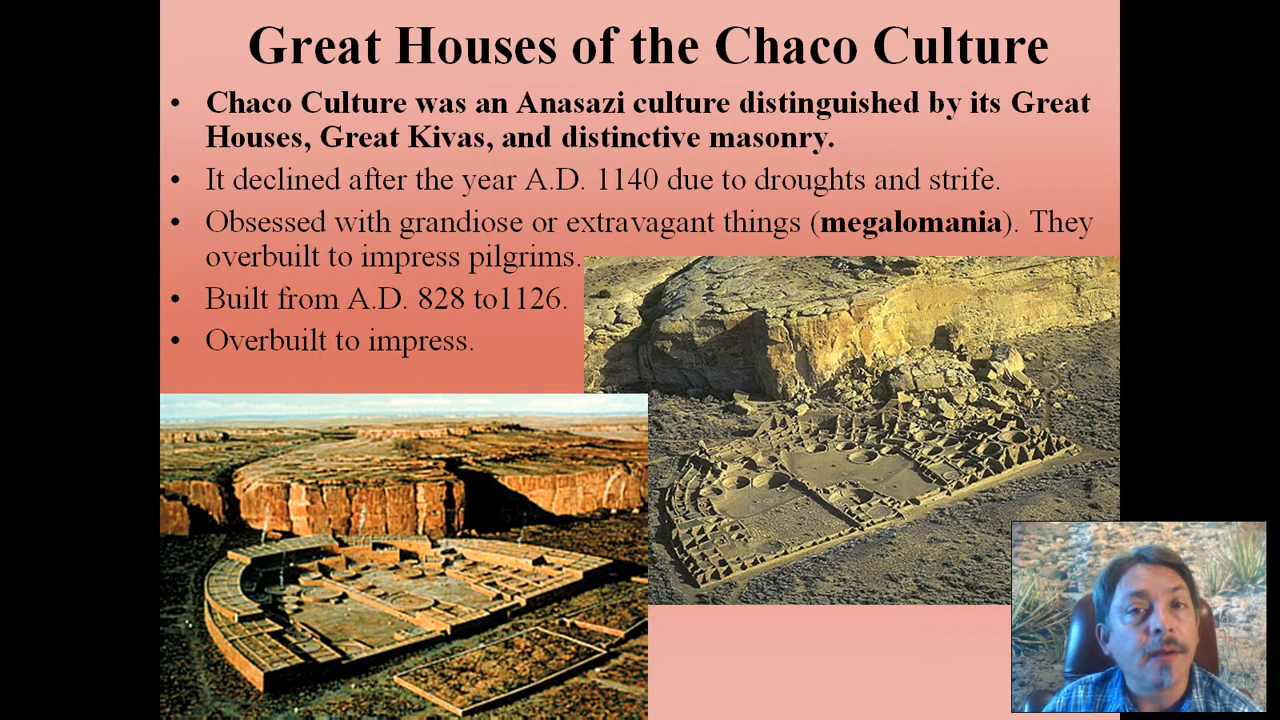 Great Houses of the Chaco Culture
• Chaco Culture was an Anasazi culture distinguished by its Great
Houses, Great Kivas, and distinctive masonry.
• It declined after the year A.D. 1140 due to droughts and strife.
• Obsessed with grandiose or extravagant things (megalomania). They
overbuilt to impress pilgrims.
• Built from A.D. 828 to1126.
• Overbuilt to impress.